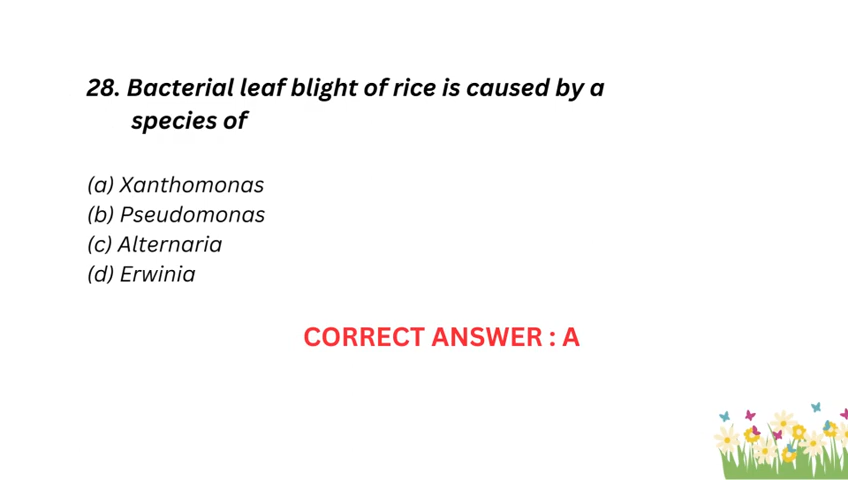 28. Bacterial leaf blight of rice is caused by a
species of
(a) Xanthomonas
(b) Pseudomonas
(c) Alternaria
(d) Erwinia
CORRECT ANSWER : A